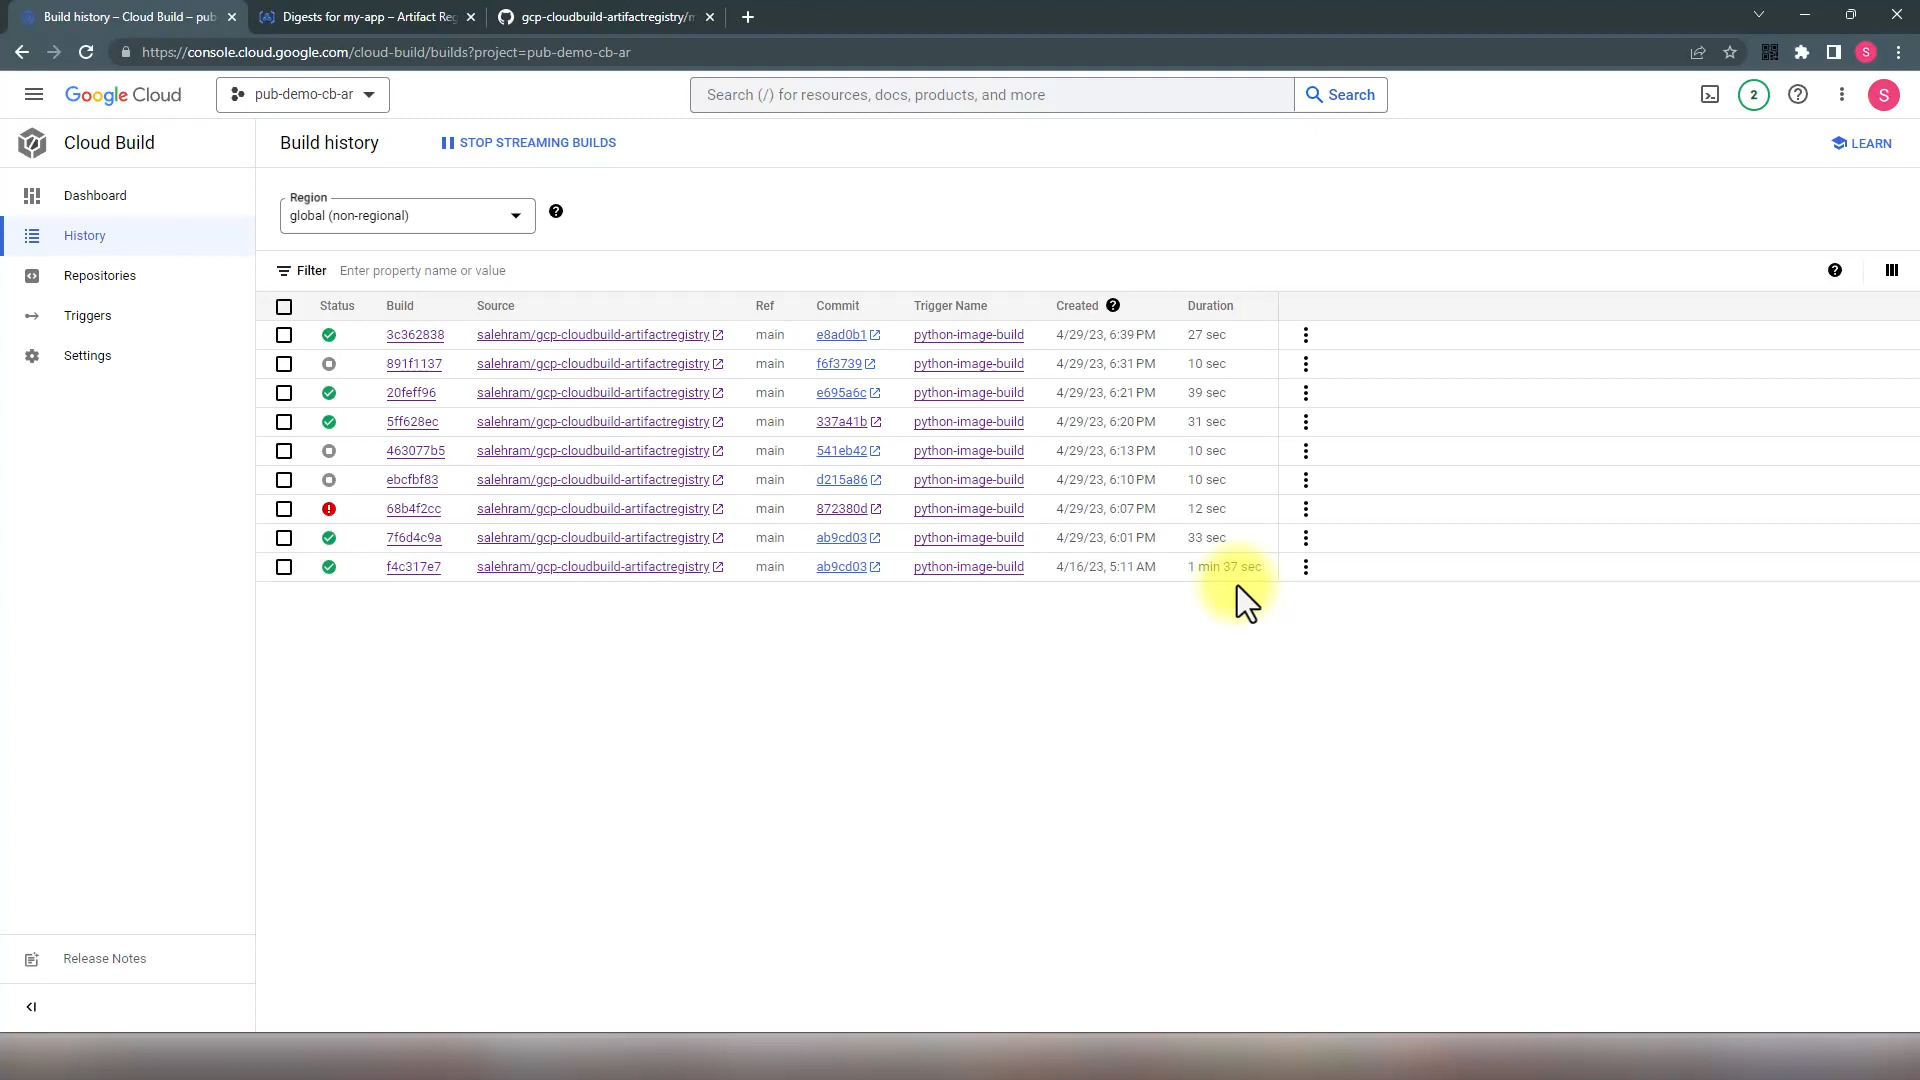 Build history – Cloud Build – pub
Digests for my-app – Artifact Reg
gcp-cloudbuild-artifactregistry/m
https://console.cloud.google.com/cloud-build/builds?project=pub-demo-cb-ar
S
Google Cloud
pub-demo-cb-ar
Search (/) for resources, docs, products, and more
Search
2
S
Cloud Build
Build history
STOP STREAMING BUILDS
LEARN
Dashboard
History
Repositories
Triggers
Settings
Region
global (non-regional)
Filter Enter property name or value
Status Build Source Ref Commit Trigger Name Created Duration
3c362838 salehram/gcp-cloudbuild-artifactregistry main e8ad0b1 python-image-build 4/29/23, 6:39 PM 27 sec
891f1137 salehram/gcp-cloudbuild-artifactregistry main f6f3739 python-image-build 4/29/23, 6:31 PM 10 sec
20feff96 salehram/gcp-cloudbuild-artifactregistry main e695a6c python-image-build 4/29/23, 6:21 PM 39 sec
5ff628ec salehram/gcp-cloudbuild-artifactregistry main 337a41b python-image-build 4/29/23, 6:20 PM 31 sec
463077b5 salehram/gcp-cloudbuild-artifactregistry main 541eb42 python-image-build 4/29/23, 6:13 PM 10 sec
ebcfbf83 salehram/gcp-cloudbuild-artifactregistry main d215a86 python-image-build 4/29/23, 6:10 PM 10 sec
68b4f2cc salehram/gcp-cloudbuild-artifactregistry main 872380d python-image-build 4/29/23, 6:07 PM 12 sec
7f6d4c9a salehram/gcp-cloudbuild-artifactregistry main ab9cd03 python-image-build 4/29/23, 6:01 PM 33 sec
f4c317e7 salehram/gcp-cloudbuild-artifactregistry main ab9cd03 python-image-build 4/16/23, 5:11 AM 1 min 37 sec
Release Notes